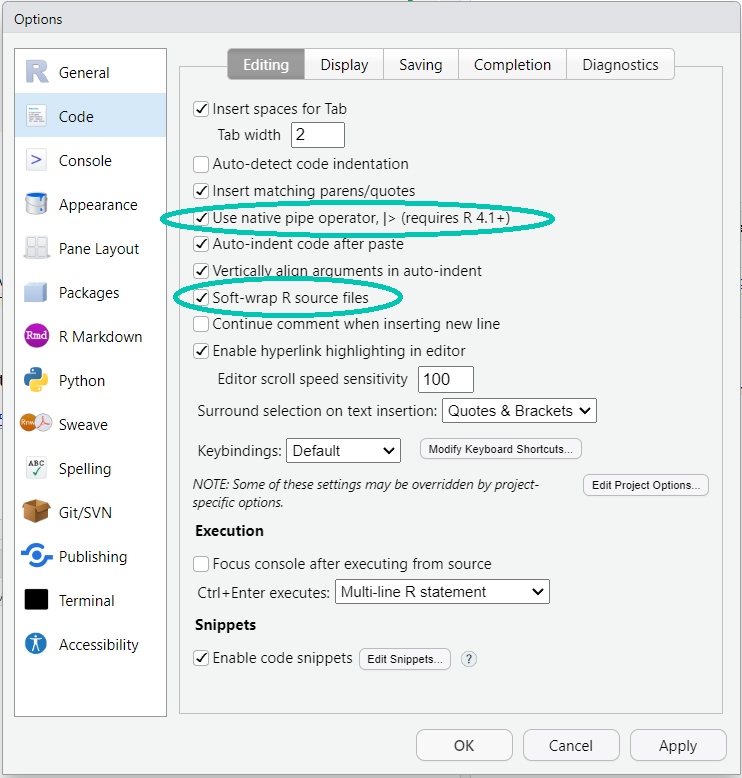 Options
General
Code
Console
Appearance
Pane Layout
Packages
Rmd R Markdown
Python
Rnw Sweave
ABC Spelling
Git/SVN
Publishing
Terminal
Accessibility
Editing Display Saving Completion Diagnostics
Insert spaces for Tab
Tab width 2
Auto-detect code indentation
Insert matching parens/quotes
Use native pipe operator, |> (requires R 4.1+)
Auto-indent code after paste
Vertically align arguments in auto-indent
Soft-wrap R source files
Continue comment when inserting new line
Enable hyperlink highlighting in editor
Editor scroll speed sensitivity 100
Surround selection on text insertion: Quotes & Brackets
Keybindings: Default Modify Keyboard Shortcuts...
NOTE: Some of these settings may be overridden by project-
specific options.
Edit Project Options...
Execution
Focus console after executing from source
Ctrl+Enter executes: Multi-line R statement
Snippets
Enable code snippets Edit Snippets... ?
OK Cancel Apply